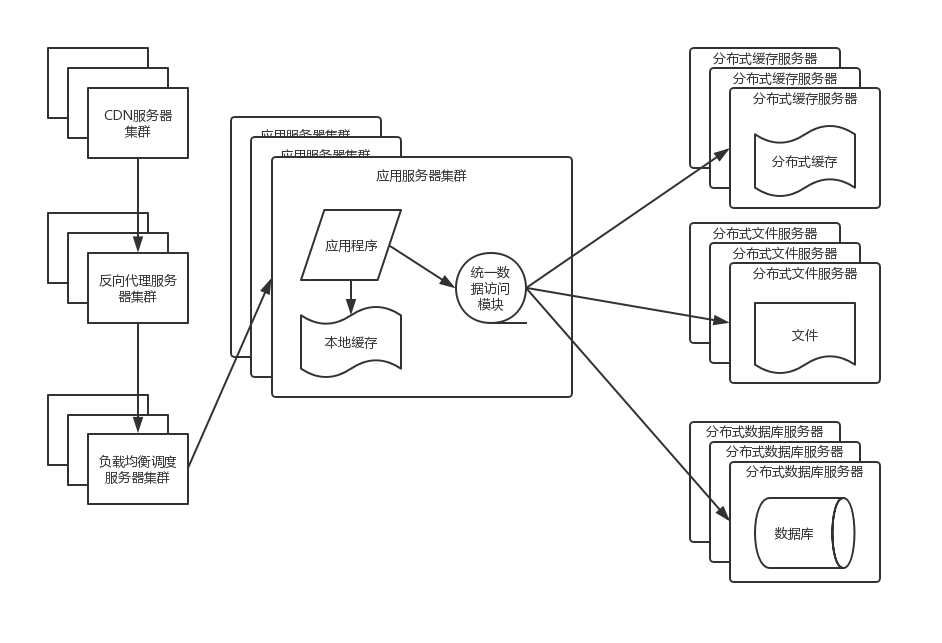 CDN服务器
集群
反向代理服务
器集群
负载均衡调度
服务器集群
应用服务器集群
应用服务器集群
应用服务器集群
应用程序
本地缓存
统一数
据访问
模块
分布式缓存服务器
分布式缓存服务器
分布式缓存服务器
分布式缓存
分布式文件服务器
分布式文件服务器
分布式文件服务器
文件
分布式数据库服务器
分布式数据库服务器
分布式数据库服务器
数据库